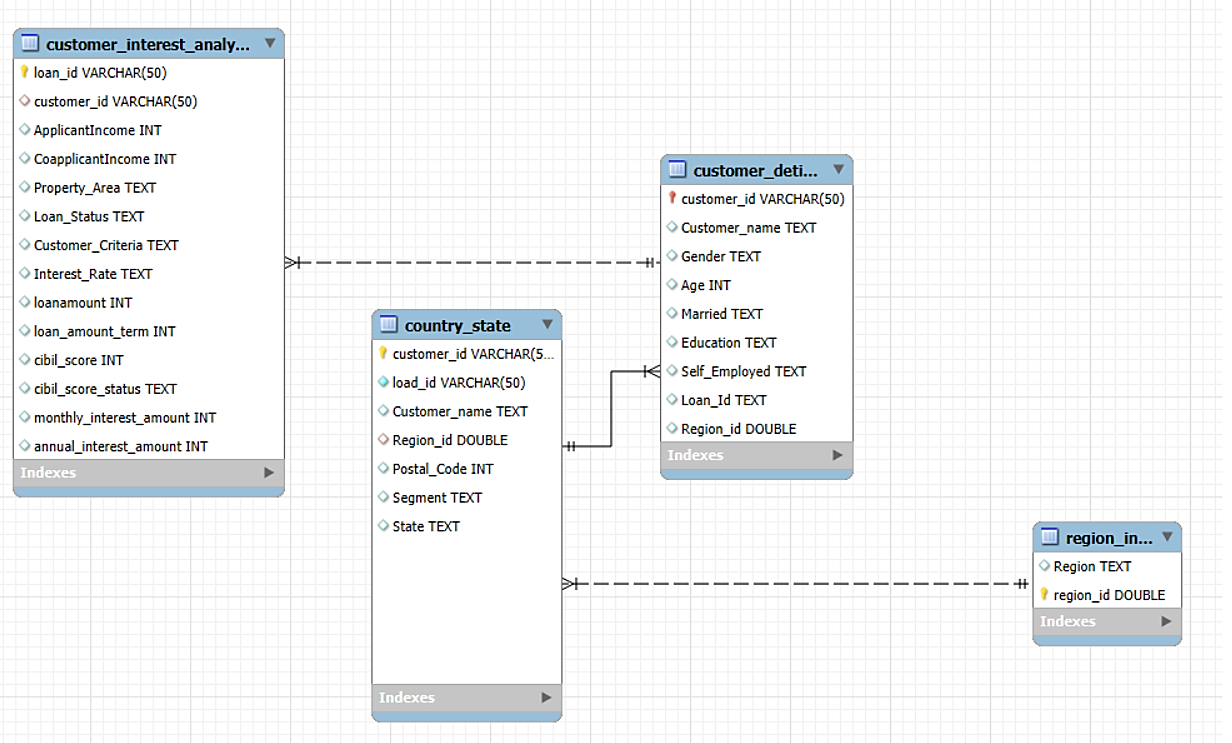 customer_interest_analy...
loan_id VARCHAR(50)
customer_id VARCHAR(50)
ApplicantIncome INT
CoapplicantIncome INT
Property_Area TEXT
Loan_Status TEXT
Customer_Criteria TEXT
Interest_Rate TEXT
loanamount INT
loan_amount_term INT
cibil_score INT
cibil_score_status TEXT
monthly_interest_amount INT
annual_interest_amount INT
Indexes
country_state
customer_id VARCHAR(5...
load_id VARCHAR(50)
Customer_name TEXT
Region_id DOUBLE
Postal_Code INT
Segment TEXT
State TEXT
Indexes
customer_deti...
customer_id VARCHAR(50)
Customer_name TEXT
Gender TEXT
Age INT
Married TEXT
Education TEXT
Self_Employed TEXT
Loan_Id TEXT
Region_id DOUBLE
Indexes
region_in...
Region TEXT
region_id DOUBLE
Indexes